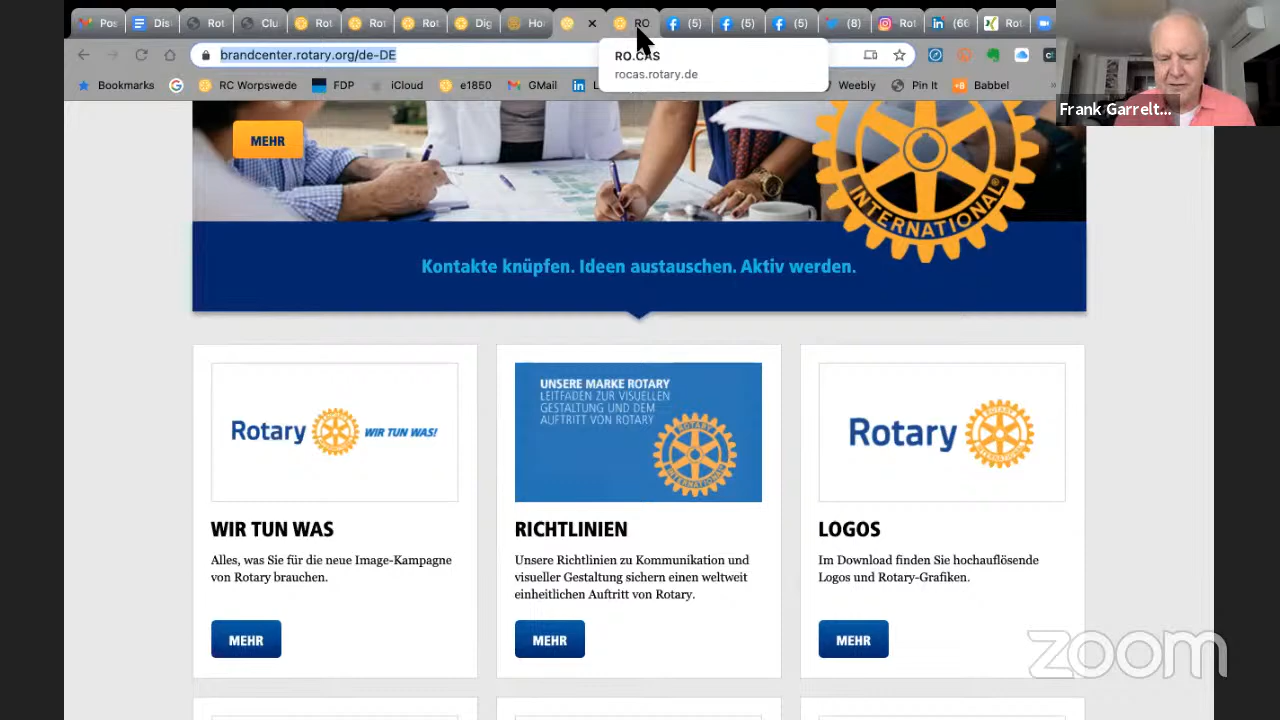 Pos
Dis
Rot
Clu
Rot
Rot
Rot
Dig
Ho
RO
(5)
(5)
(5)
(8)
Rot
(60
Rot
brandcenter.rotary.org/de-DE
RO.CAS
rocas.rotary.de
Bookmarks
RC Worpswede
FDP
iCloud
e1850
GMail
L
Weekly
Pin It
Babbel
»
Frank Garrelt...
MEHR
INTERNATIONAL
Kontakte knüpfen. Ideen austauschen. Aktiv werden.
Rotary
WIR TUN WAS!
UNSERE MARKE ROTARY
LEITFADEN ZUR VISUELLEN
GESTALTUNG UND DEM
AUFTRITT VON ROTARY
ROTARY
INTERNATIONAL
Rotary
WIR TUN WAS
Alles, was Sie für die neue Image-Kampagne
von Rotary brauchen.
MEHR
RICHTLINIEN
Unsere Richtlinien zu Kommunikation und
visueller Gestaltung sichern einen weltweit
einheitlichen Auftritt von Rotary.
MEHR
LOGOS
Im Download finden Sie hochauflösende
Logos und Rotary-Grafiken.
MEHR
zoom